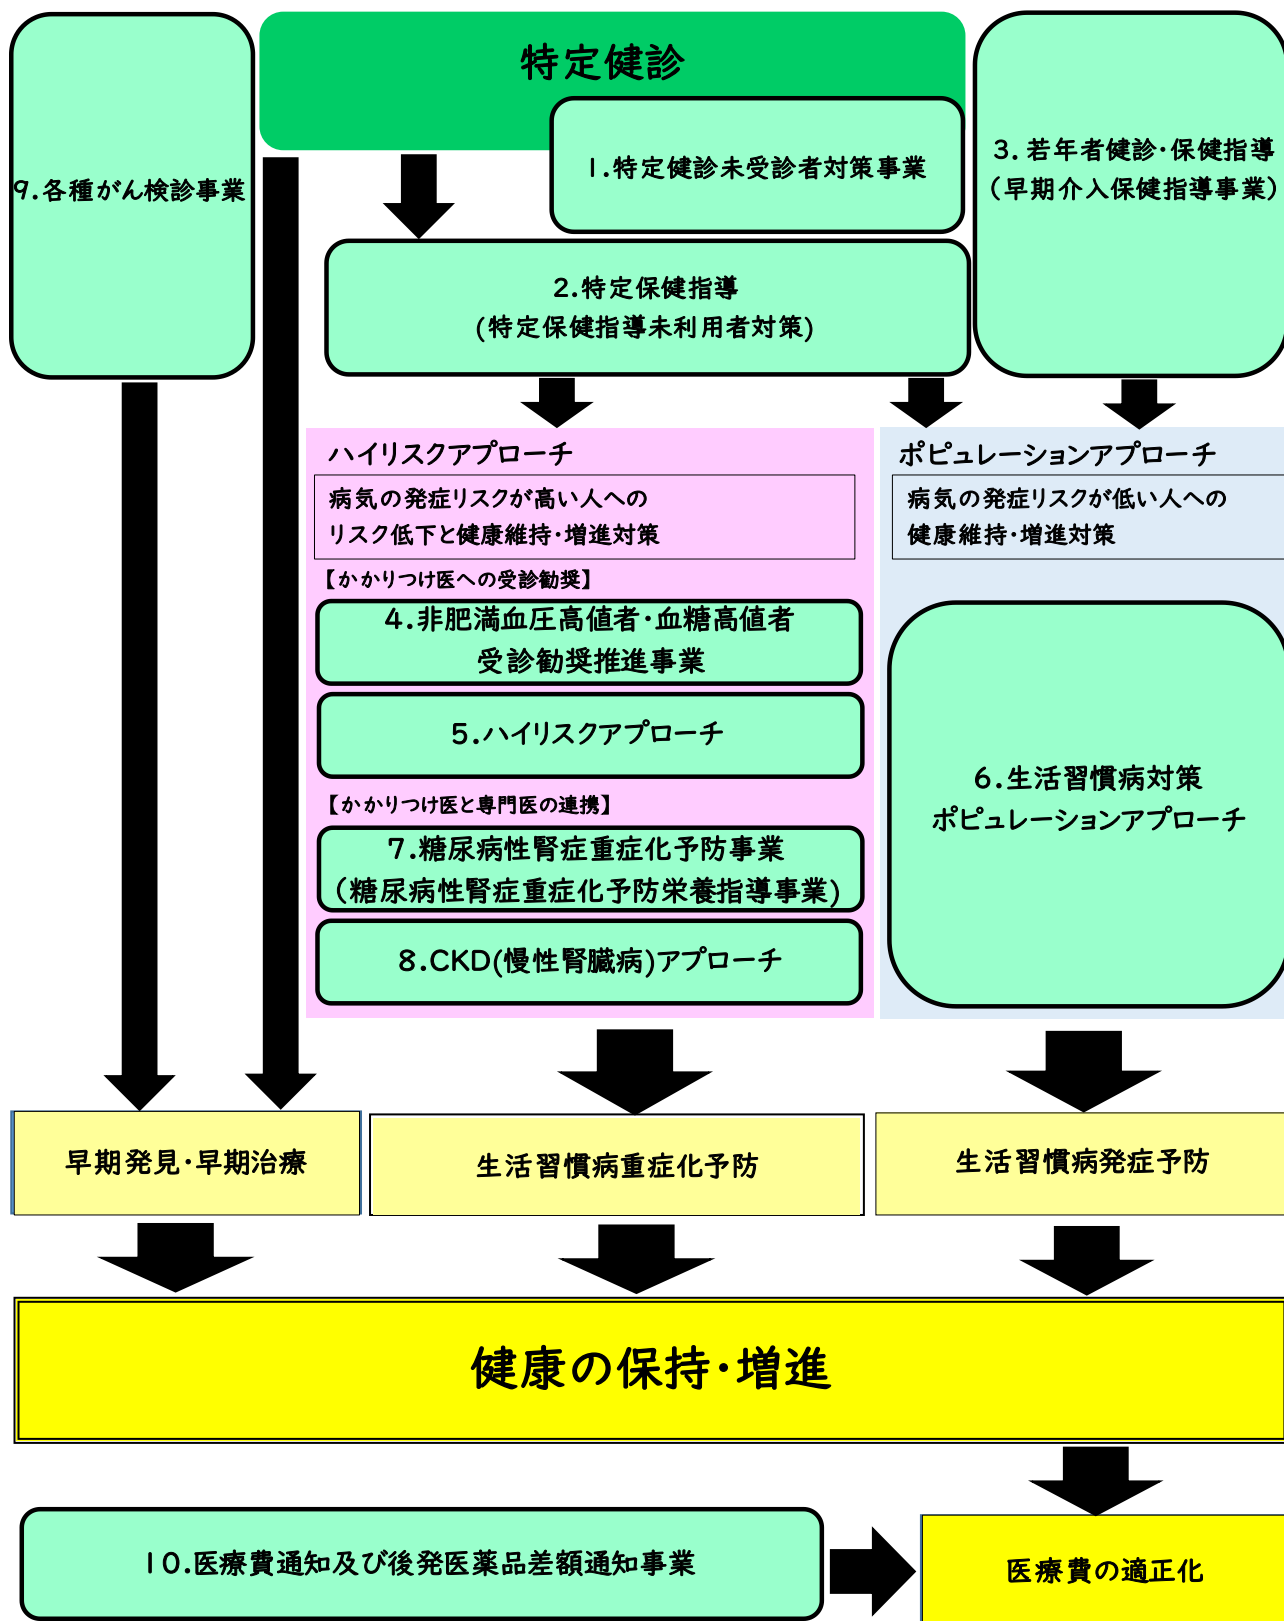 特定健診
9.各種がん検診事業
1.特定健診未受診者対策事業
3.若年者健診・保健指導
（早期介入保健指導事業）
2.特定保健指導
(特定保健指導未利用者対策)
ハイリスクアプローチ
病気の発症リスクが高い人への
リスク低下と健康維持・増進対策
【かかりつけ医への受診勧奨】
4.非肥満血圧高値者・血糖高値者
受診勧奨推進事業
5.ハイリスクアプローチ
【かかりつけ医と専門医の連携】
7.糖尿病性腎症重症化予防事業
（糖尿病性腎症重症化予防栄養指導事業）
8.CKD(慢性腎臓病)アプローチ
ポピュレーションアプローチ
病気の発症リスクが低い人への
健康維持・増進対策
6.生活習慣病対策
ポピュレーションアプローチ
早期発見・早期治療
生活習慣病重症化予防
生活習慣病発症予防
健康の保持・増進
10.医療費通知及び後発医薬品差額通知事業
医療費の適正化